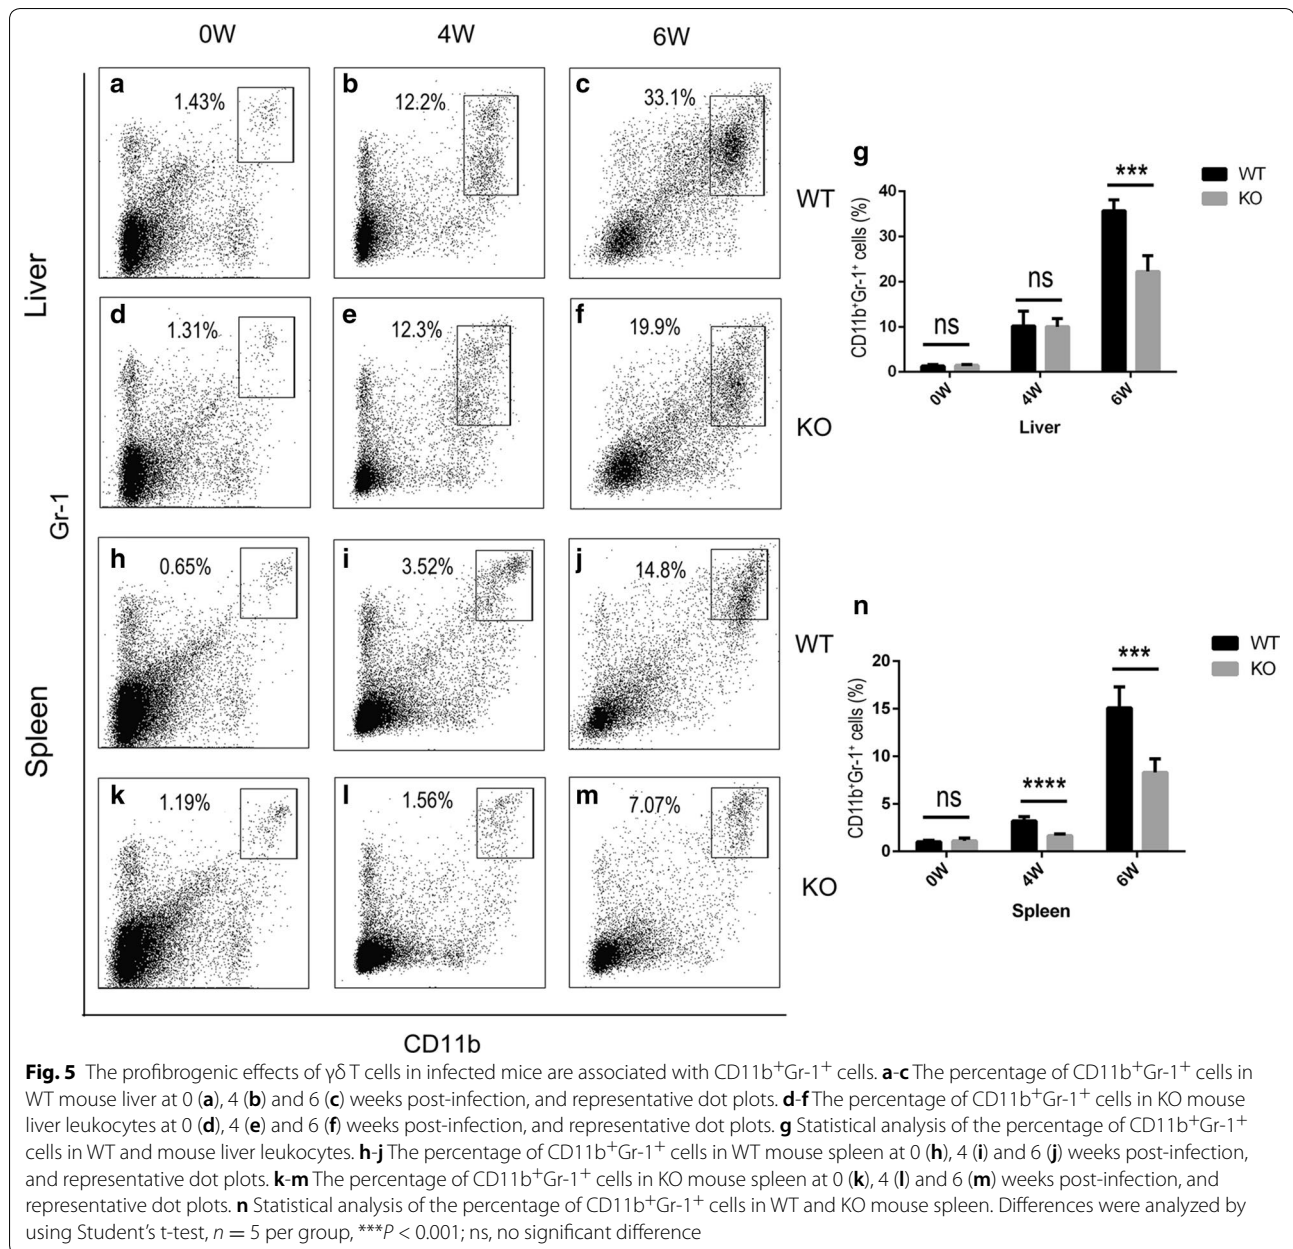 0W 4W 6W
a 1.43%
b 12.2%
c 33.1%
WT
d 1.31%
e 12.3%
f 19.9%
KO
Liver
g
WT
KO
CD11b+Gr-1+ cells (%)
40
30
20
10
0
ns
ns
***
0W 4W 6W
Liver
Gr-1
h 0.65%
i 3.52%
j 14.8%
WT
k 1.19%
l 1.56%
m 7.07%
KO
Spleen
n
WT
KO
CD11b+Gr-1+ cells (%)
20
15
10
5
0
ns
****
***
0W 4W 6W
Spleen
CD11b
Fig. 5 The profibrogenic effects of γδ T cells in infected mice are associated with CD11b+Gr-1+ cells. a-c The percentage of CD11b+Gr-1+ cells in
WT mouse liver at 0 (a), 4 (b) and 6 (c) weeks post-infection, and representative dot plots. d-f The percentage of CD11b+Gr-1+ cells in KO mouse
liver leukocytes at 0 (d), 4 (e) and 6 (f) weeks post-infection, and representative dot plots. g Statistical analysis of the percentage of CD11b+Gr-1+
cells in WT and mouse liver leukocytes. h-j The percentage of CD11b+Gr-1+ cells in WT mouse spleen at 0 (h), 4 (i) and 6 (j) weeks post-infection,
and representative dot plots. k-m The percentage of CD11b+Gr-1+ cells in KO mouse spleen at 0 (k), 4 (l) and 6 (m) weeks post-infection, and
representative dot plots. n Statistical analysis of the percentage of CD11b+Gr-1+ cells in WT and KO mouse spleen. Differences were analyzed by
using Student's t-test, n = 5 per group, ***P < 0.001; ns, no significant difference